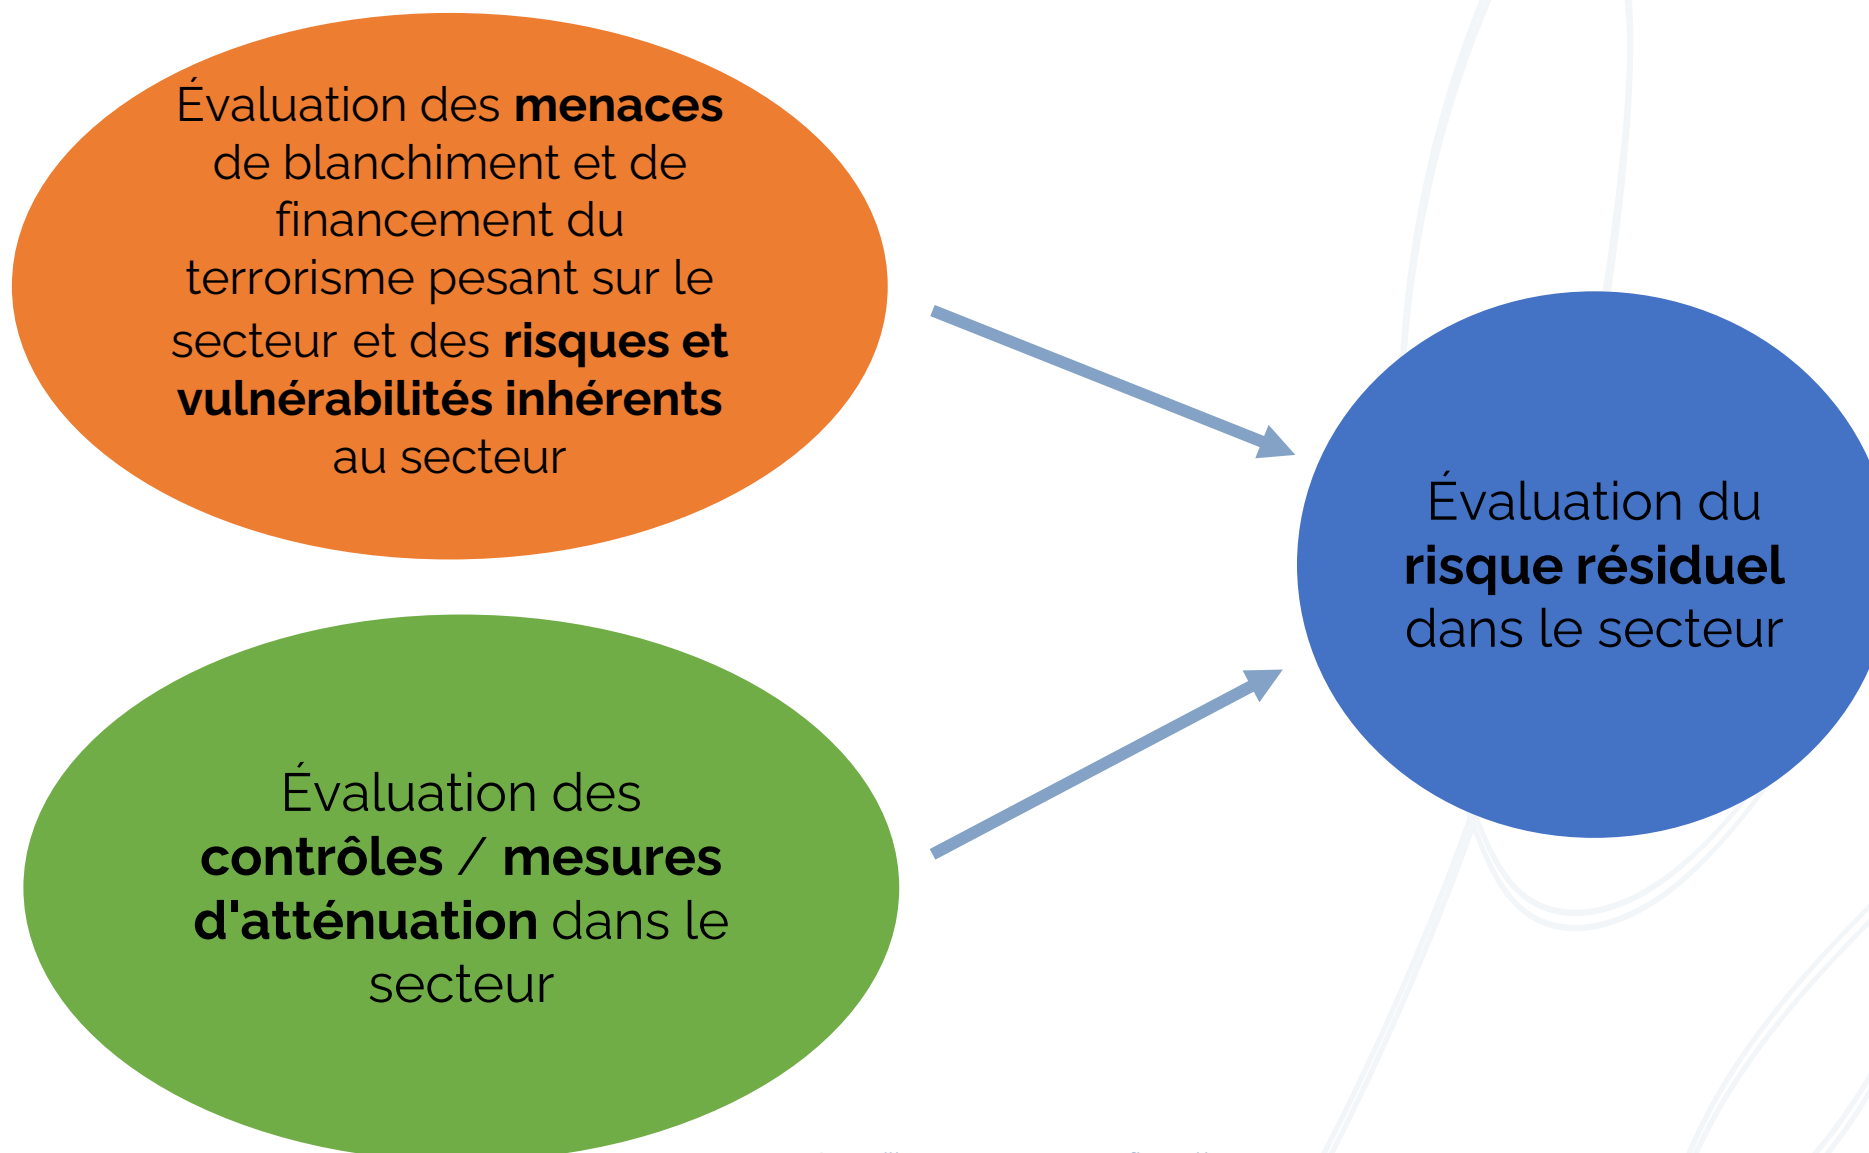 Évaluation des menaces
de blanchiment et de
financement du
terrorisme pesant sur le
secteur et des risques et
vulnérabilités inhérents
au secteur
Évaluation du
risque résiduel
dans le secteur
Évaluation des
contrôles / mesures
d'atténuation dans le
secteur